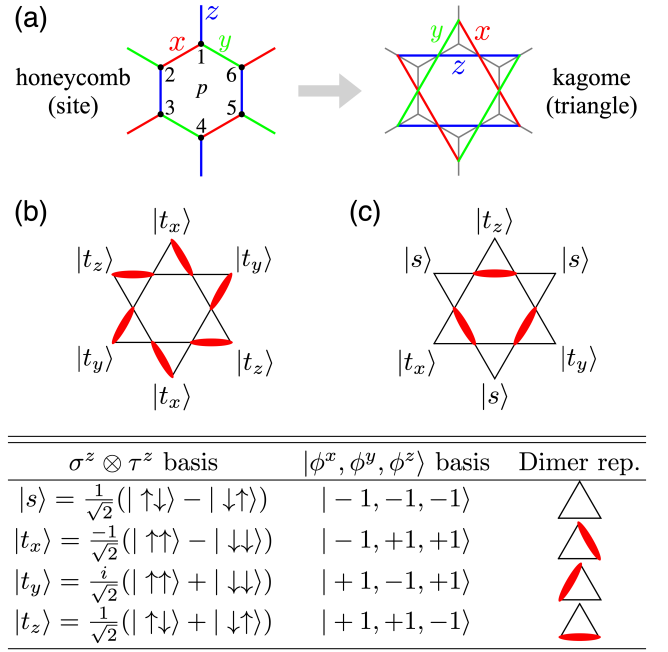 (a)
z
x
y
1
2
6
p
3
5
4
honeycomb
(site)
y
x
z
kagome
(triangle)
(b)
|t_x⟩
|t_z⟩
|t_y⟩
|t_y⟩
|t_z⟩
|t_x⟩
(c)
|t_z⟩
|s⟩
|s⟩
|t_x⟩
|t_y⟩
|s⟩
σ^z ⊗ τ^z basis |ϕ^x, ϕ^y, ϕ^z⟩ basis Dimer rep.
|s⟩ = 1/√2(| ↑↓⟩ − | ↓↑⟩) | − 1, −1, −1⟩
|t_x⟩ = −1/√2(| ↑↑⟩ − | ↓↓⟩) | − 1, +1, +1⟩
|t_y⟩ = i/√2(| ↑↑⟩ + | ↓↓⟩) | + 1, −1, +1⟩
|t_z⟩ = 1/√2(| ↑↓⟩ + | ↓↑⟩) | + 1, +1, −1⟩